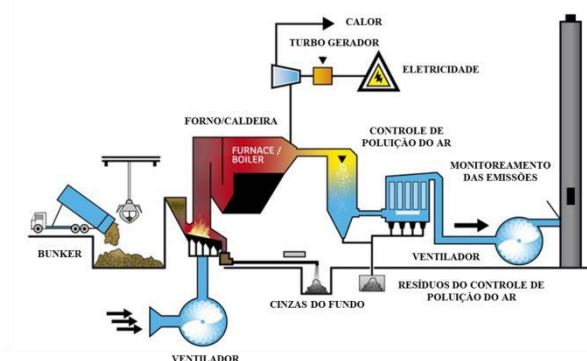 CALOR
TURBO GERADOR
ELETRICIDADE
FORNO/CALDEIRA
FURNACE /
BOILER
CONTROLE DE
POLUIÇÃO DO AR
MONITOREAMENTO
DAS EMISSÕES
BUNKER
VENTILADOR
CINZAS DO FUNDO
RESÍDUOS DO CONTROLE DE
POLUIÇÃO DO AR
VENTILADOR